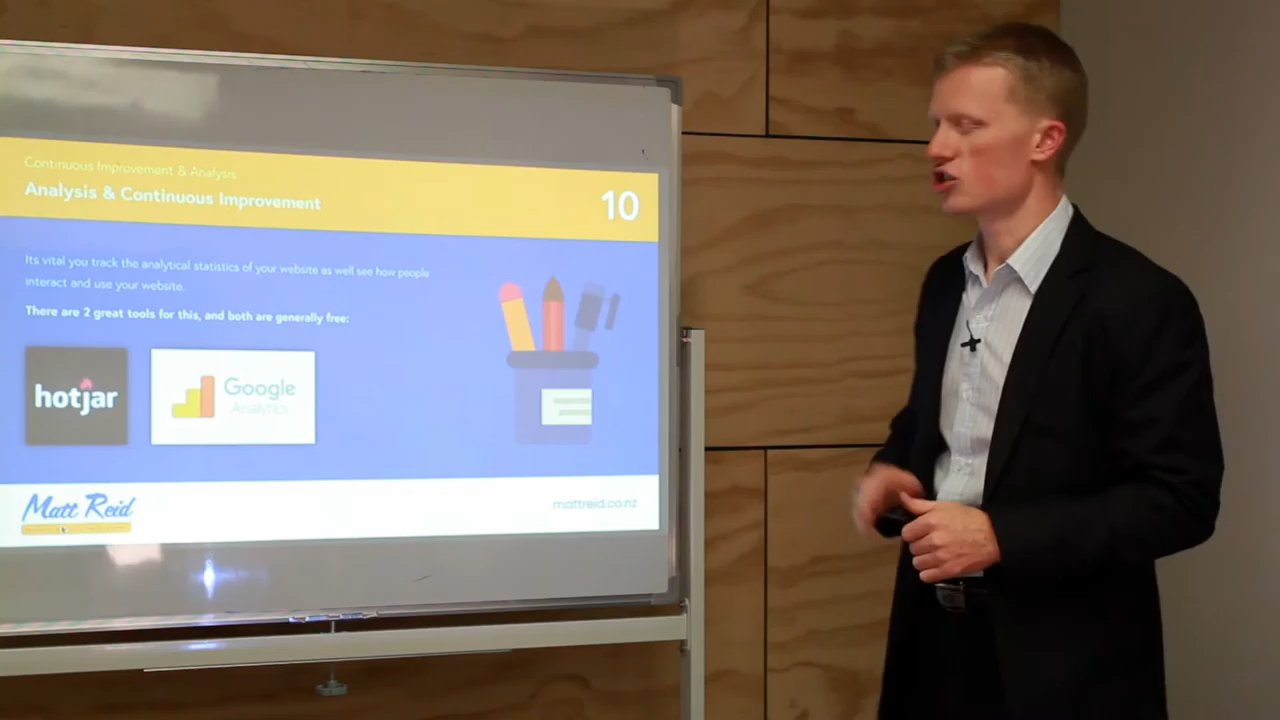 Continuous Improvement & Analysis
Analysis & Continuous Improvement
10
Its vital you track the analytical statistics of your website as well see how people
interact and use your website.
There are 2 great tools for this, and both are generally free:
hotjar
Google
Analytics
Matt Reid
mattreid.co.nz